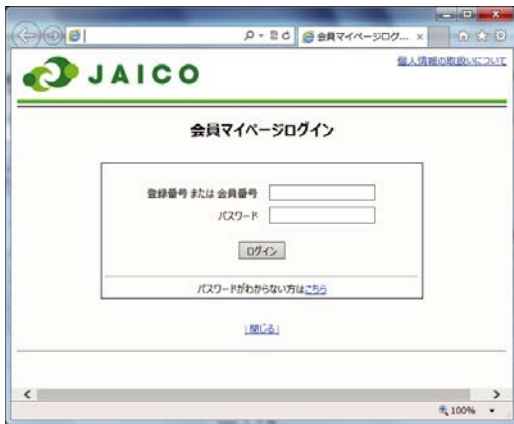 会員マイページログ...
JAICO
個人情報の取扱いについて
会員マイページログイン
登録番号 または 会員番号
パスワード
ログイン
パスワードがわからない方はこちら
[閉じる]
100%